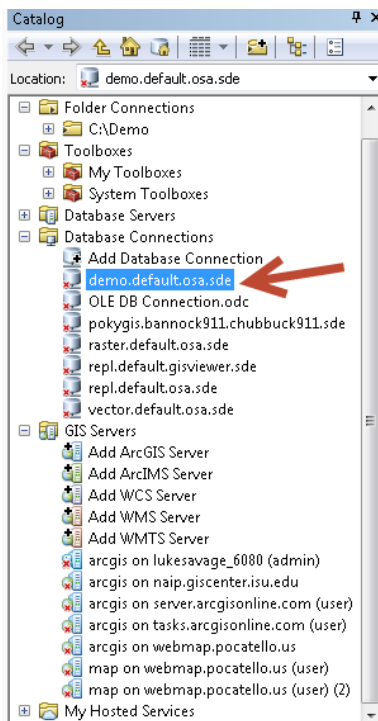 Catalog
Location: demo.default.osa.sde
Folder Connections
C:\Demo
Toolboxes
My Toolboxes
System Toolboxes
Database Servers
Database Connections
Add Database Connection
demo.default.osa.sde
OLE DB Connection.odc
pokygis.bannock911.chubbuck911.sde
raster.default.osa.sde
repl.default.gisviewer.sde
repl.default.osa.sde
vector.default.osa.sde
GIS Servers
Add ArcGIS Server
Add ArcIMS Server
Add WCS Server
Add WMS Server
Add WMTS Server
arcgis on lukesavage_6080 (admin)
arcgis on naip.giscenter.isu.edu
arcgis on server.arcgisonline.com (user)
arcgis on tasks.arcgisonline.com (user)
arcgis on webmap.pocatello.us
map on webmap.pocatello.us (user)
map on webmap.pocatello.us (user) (2)
My Hosted Services